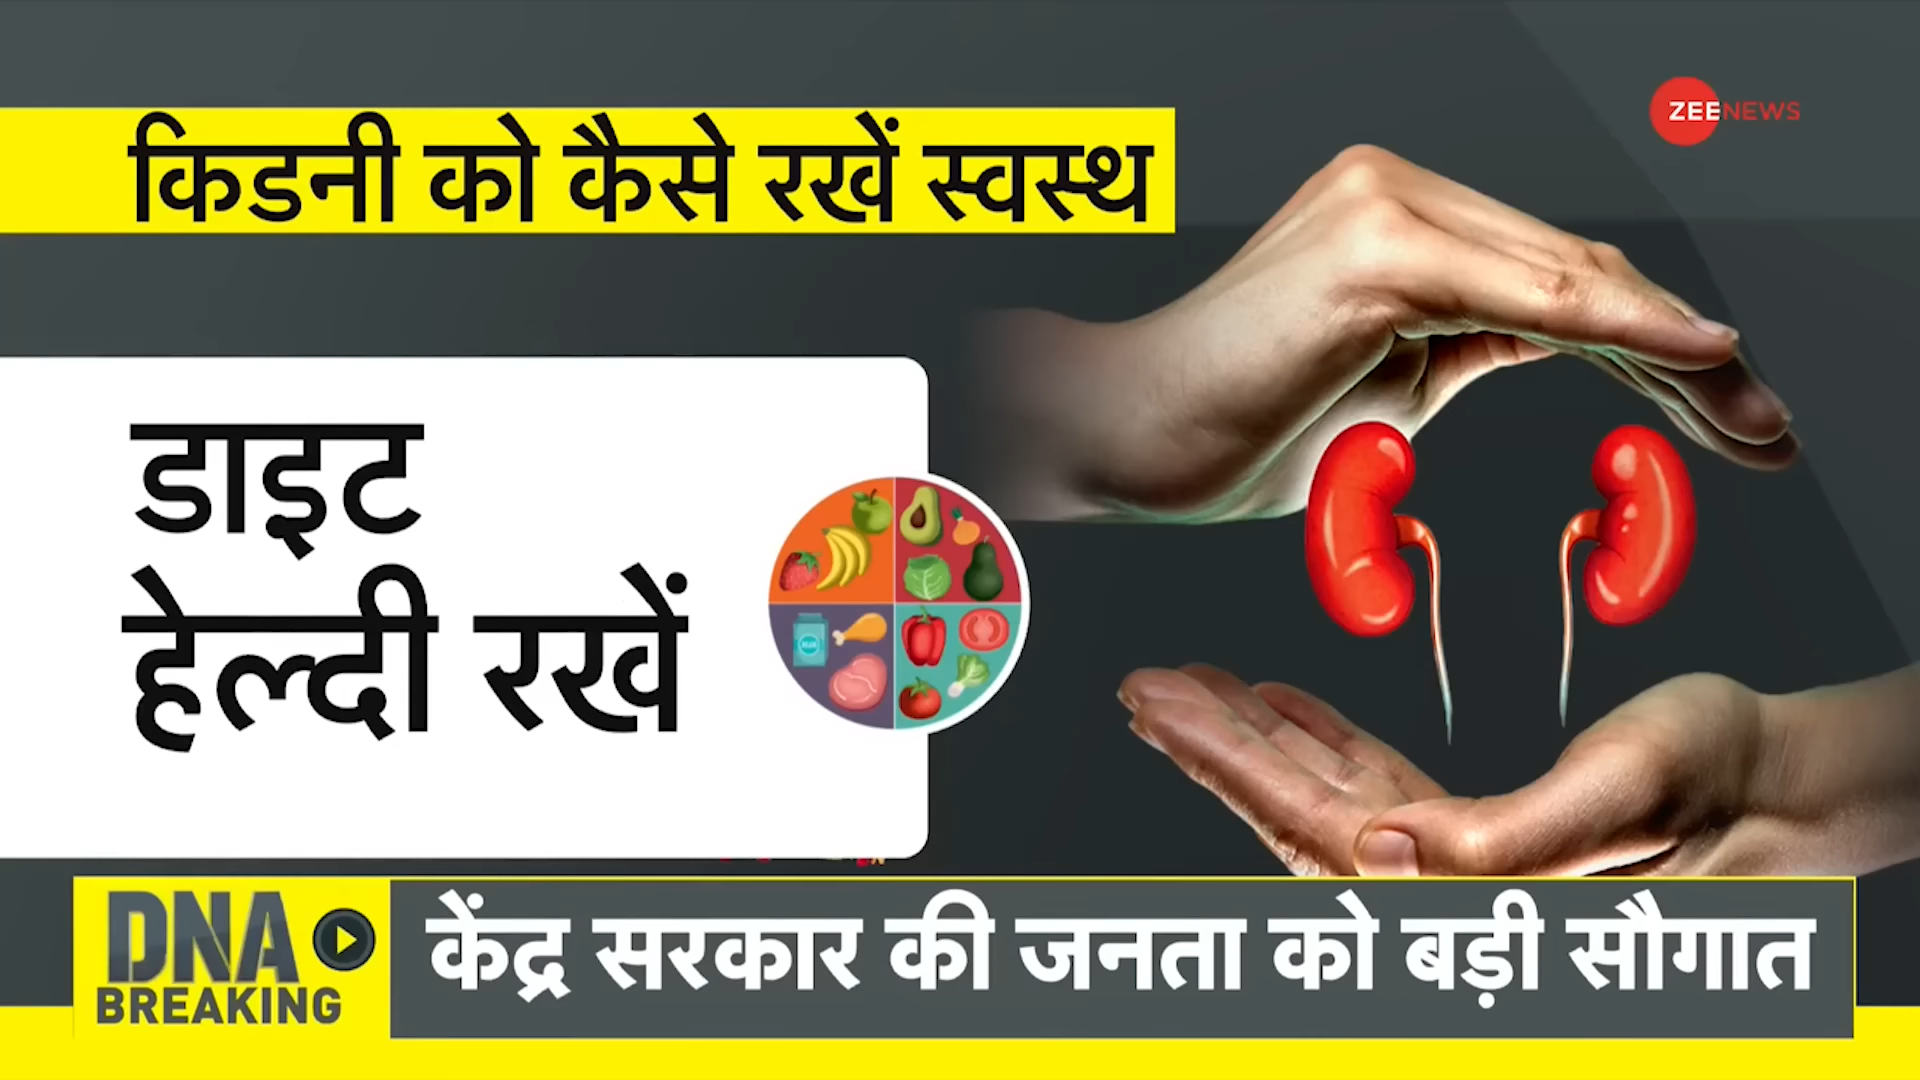 किडनी को कैसे रखें स्वस्थ
ZEENEWS
डाइट
हेल्दी रखें
DNA
BREAKING
केंद्र सरकार की जनता को बड़ी सौगात